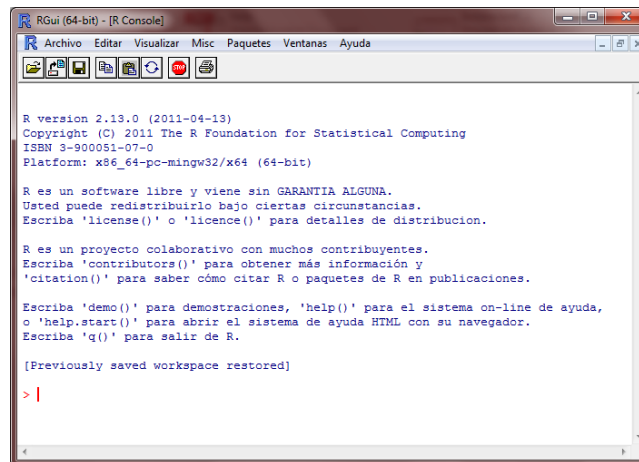 RGui (64-bit) - [R Console]
Archivo Editar Visualizar Misc Paquetes Ventanas Ayuda
STOP
R version 2.13.0 (2011-04-13)
Copyright (C) 2011 The R Foundation for Statistical Computing
ISBN 3-900051-07-0
Platform: x86_64-pc-mingw32/x64 (64-bit)
R es un software libre y viene sin GARANTIA ALGUNA.
Usted puede redistribuirlo bajo ciertas circunstancias.
Escriba 'license()' o 'licence()' para detalles de distribucion.
R es un proyecto colaborativo con muchos contribuyentes.
Escriba 'contributors()' para obtener más información y
'citation()' para saber cómo citar R o paquetes de R en publicaciones.
Escriba 'demo()' para demostraciones, 'help()' para el sistema on-line de ayuda,
o 'help.start()' para abrir el sistema de ayuda HTML con su navegador.
Escriba 'q()' para salir de R.
[Previously saved workspace restored]
>